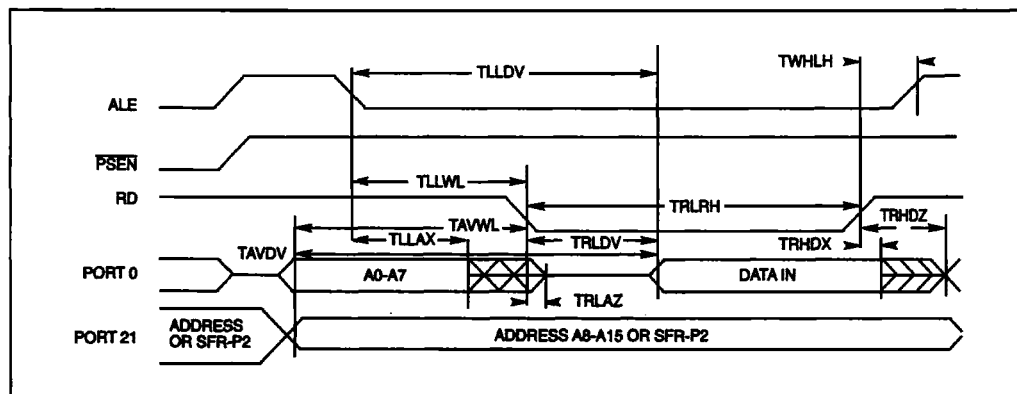 TLLDV
TWHLH
ALE
PSEN
TLLWL
RD
TRLRH
TAVWL
TRHDZ
TLLAX
TRLDV
TRHDX
TAVDV
PORT 0
A0-A7
DATA IN
TRLAZ
ADDRESS
OR SFR-P2
PORT 21
ADDRESS A8-A15 OR SFR-P2